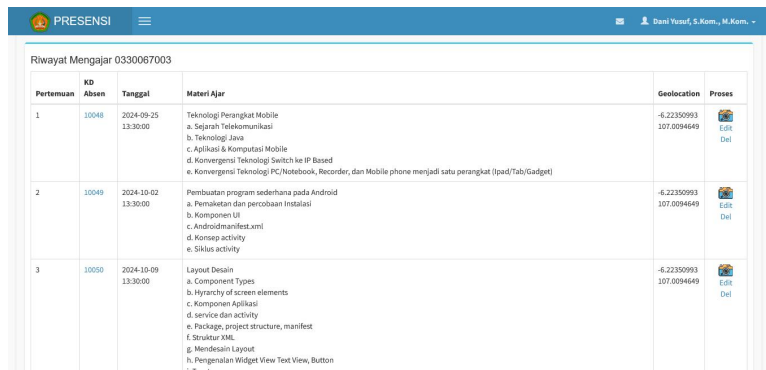 PRESENSI
Dani Yusuf, S.Kom., M.Kom.
Riwayat Mengajar 0330067003
Pertemuan KD Absen Tanggal Materi Ajar Geolocation Proses
1 10048 2024-09-25 13:30:00 Teknologi Perangkat Mobile -6.22350993 107.0094649
a. Sejarah Telekomunikasi
b. Teknologi Java
c. Aplikasi & Komputasi Mobile
d. Konvergensi Teknologi Switch ke IP Based
e. Konvergensi Teknologi PC/Notebook, Recorder, dan Mobile phone menjadi satu perangkat (Ipad/Tab/Gadget)
Edit
Del
2 10049 2024-10-02 13:30:00 Pembuatan program sederhana pada Android -6.22350993 107.0094649
a. Pemaketan dan percobaan Instalasi
b. Komponen UI
c. Androidmanifest.xml
d. Konsep activity
e. Siklus activity
Edit
Del
3 10050 2024-10-09 13:30:00 Layout Desain -6.22350993 107.0094649
a. Component Types
b. Hyrarchy of screen elements
c. Komponen Aplikasi
d. service dan activity
e. Package, project structure, manifest
f. Struktur XML
g. Mendesain Layout
h. Pengenalan Widget View Text View, Button
Edit
Del